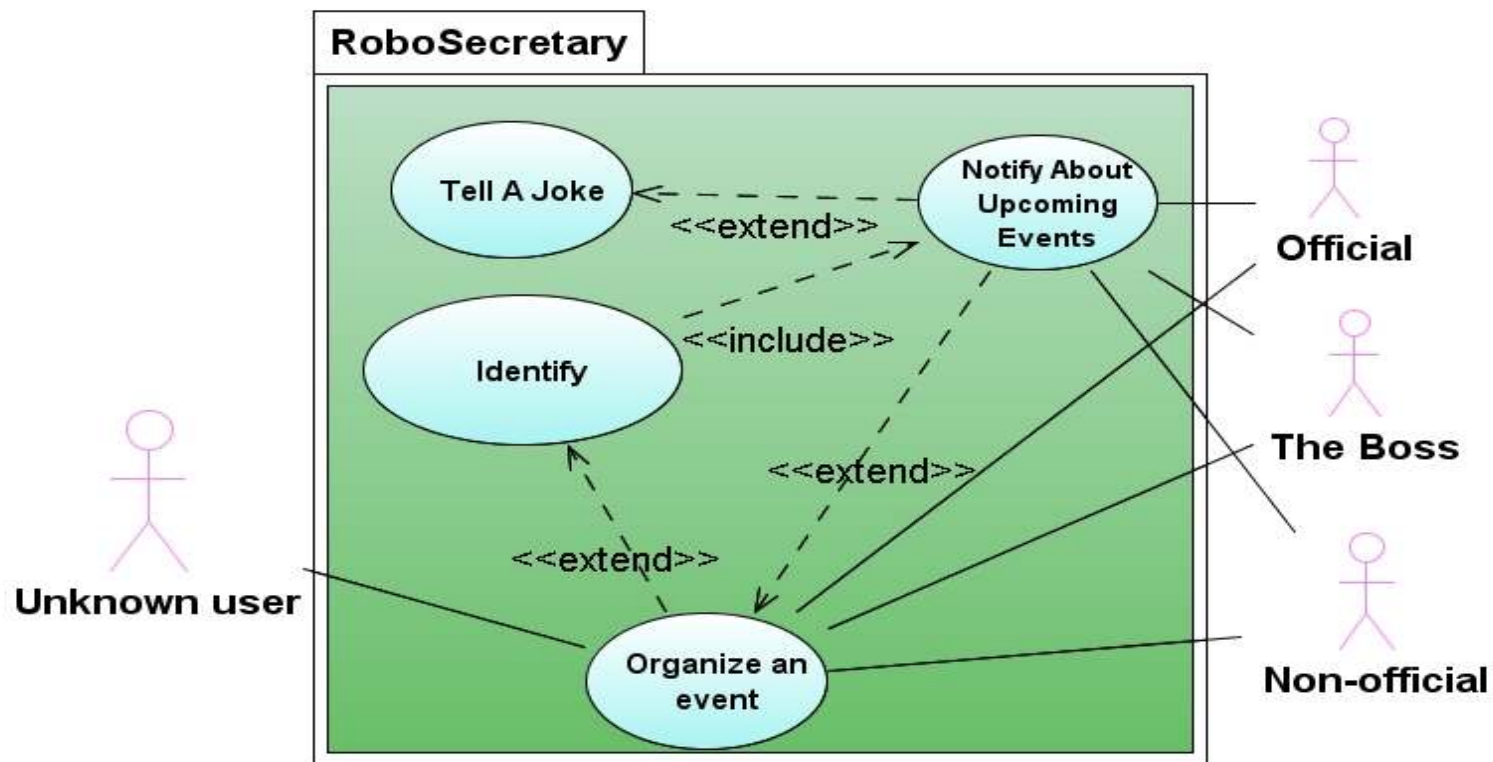 RoboSecretary
Tell A Joke
Notify About
Upcoming
Events
<<extend>>
Official
<<include>>
Identify
The Boss
<<extend>>
<<extend>>
Unknown user
Organize an
event
Non-official